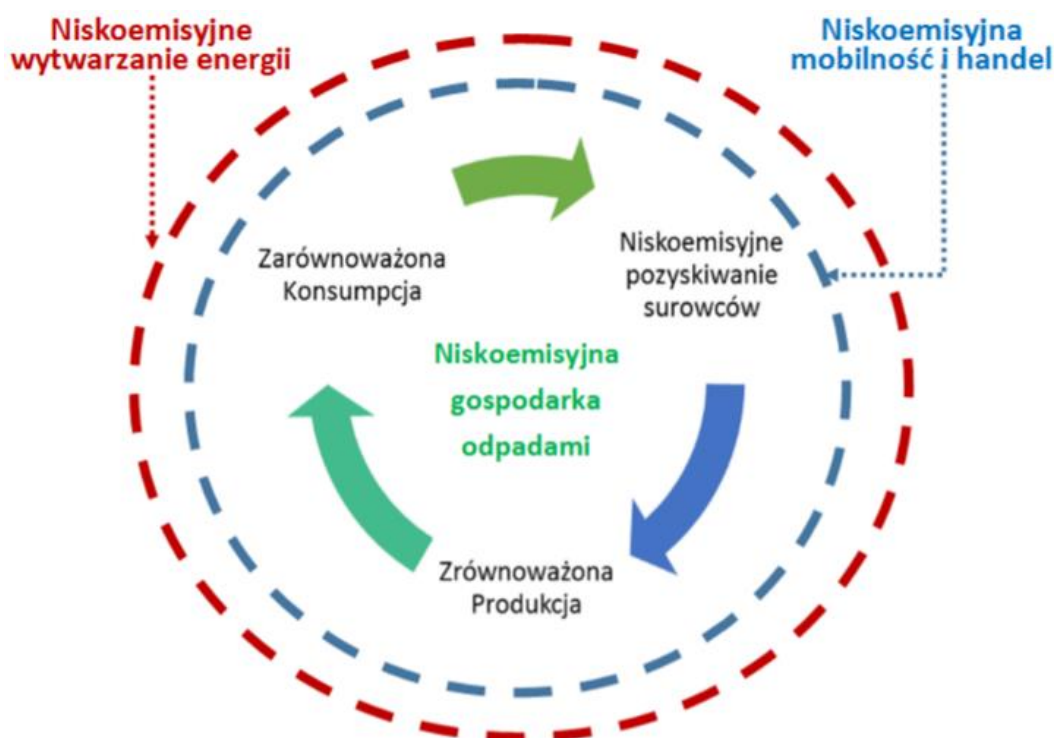 Niskoemisyjne
wytwarzanie energii
Niskoemisyjna
mobilność i handel
Zarównoważona
Konsumpcja
Niskoemisyjne
pozyskiwanie
surowców
Niskoemisyjna
gospodarka
odpadami
Zrównoważona
Produkcja